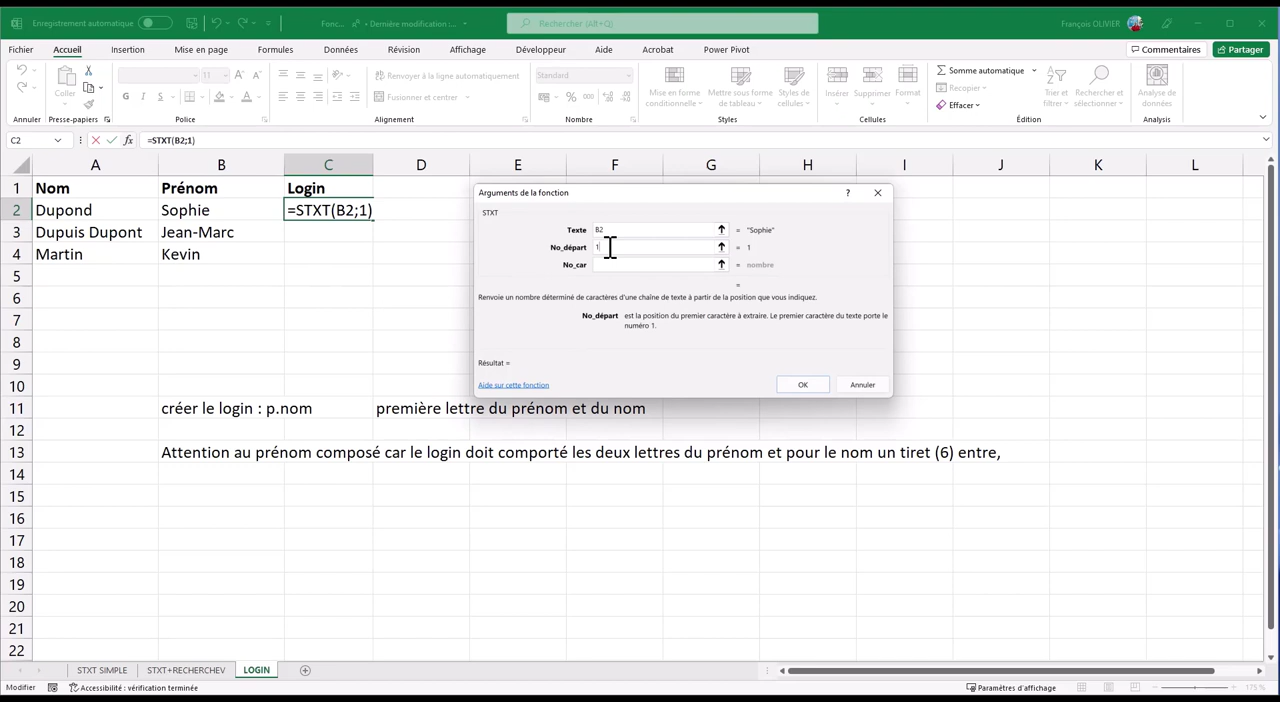 Enregistrement automatique
Fonc... • Dernière modification :...
Rechercher (Alt+Q)
François OLIVIER
Fichier Accueil Insertion Mise en page Formules Données Révision Affichage Développeur Aide Acrobat Power Pivot
Commentaires Partager
Renvoyer à la ligne automatiquement
Fusionner et centrer
Standard
Coller
G I S
Mise en forme conditionnelle
Mettre sous forme de tableau
Styles de cellules
Insérer Supprimer Format
Somme automatique
Recopier
Effacer
Trier et filtrer
Rechercher et sélectionner
Analyse de données
Annuler Presse-papiers Police Alignement Nombre Styles Cellules Édition Analyse
C2 fx =STXT(B2;1)
A B C D E F G H I J K L
1 Nom Prénom Login
2 Dupond Sophie =STXT(B2;1)
3 Dupuis Dupont Jean-Marc
4 Martin Kevin
5
6
7
8
9
10
11 créer le login : p.nom première lettre du prénom et du nom
12
13 Attention au prénom composé car le login doit comporté les deux lettres du prénom et pour le nom un tiret (6) entre,
14
15
16
17
18
19
20
21
22
Arguments de la fonction ?
STXT
Texte B2 = "Sophie"
No_départ 1 = 1
No_car = nombre
=
Renvoie un nombre déterminé de caractères d'une chaîne de texte à partir de la position que vous indiquez.
No_départ est la position du premier caractère à extraire. Le premier caractère du texte porte le
numéro 1.
Résultat =
Aide sur cette fonction
OK Annuler
STXT SIMPLE STXT+RECHERCHEV LOGIN
Modifier Accessibilité : vérification terminée
Paramètres d'affichage
175 %